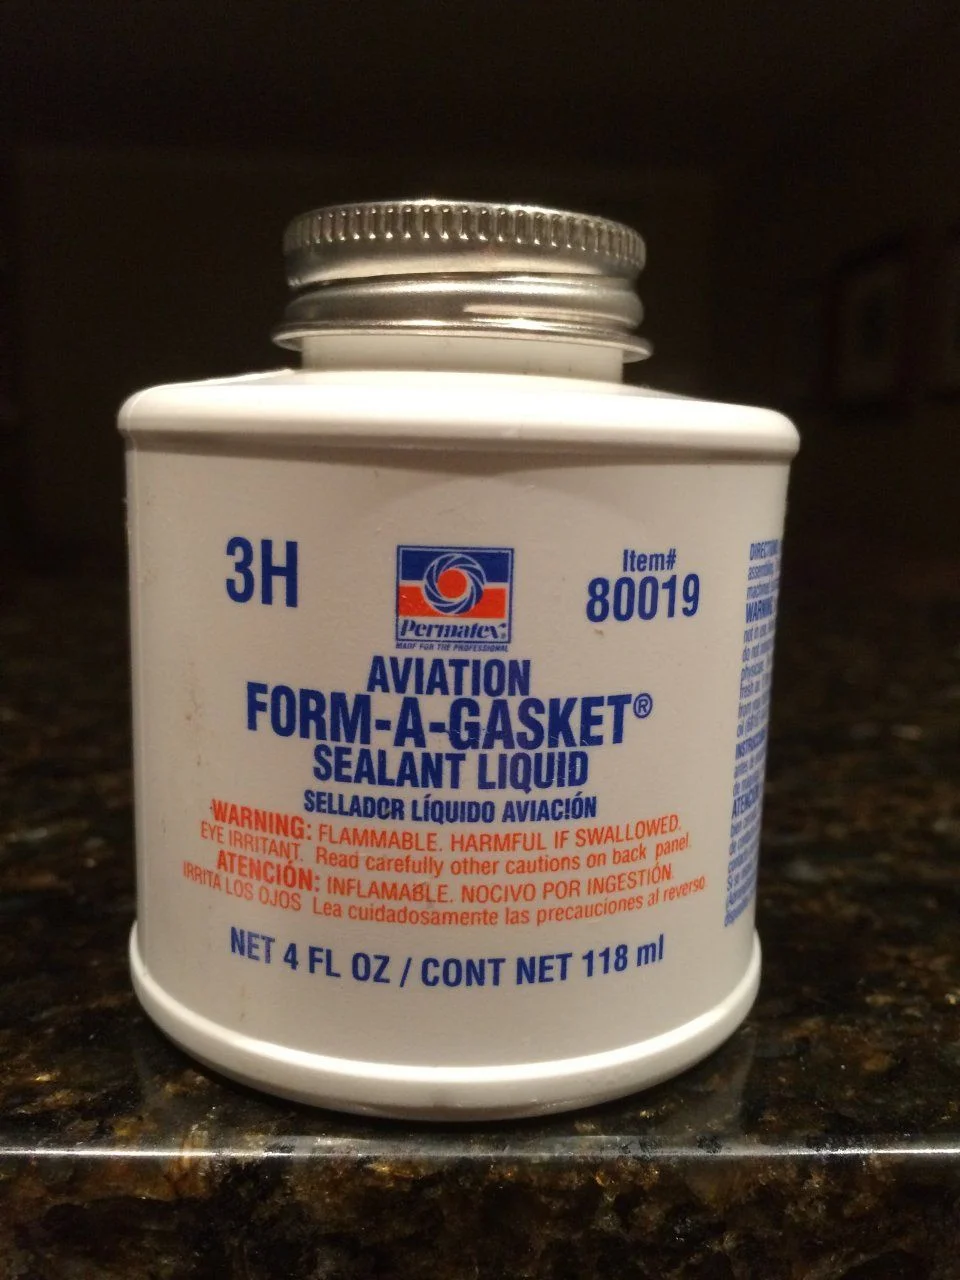 3H
Item#
80019
Permatex
MADE FOR THE PROFESSIONAL
AVIATION
FORM-A-GASKET®
SEALANT LIQUID
SELLADOR LÍQUIDO AVIACIÓN
WARNING: FLAMMABLE. HARMFUL IF SWALLOWED.
EYE IRRITANT. Read carefully other cautions on back panel.
ATENCIÓN: INFLAMABLE. NOCIVO POR INGESTIÓN.
IRRITA LOS OJOS Lea cuidadosamente las precauciones al reverso
NET 4 FL OZ / CONT NET 118 ml